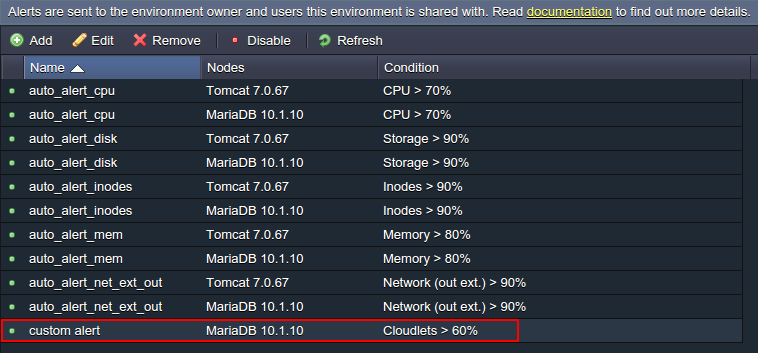 Alerts are sent to the environment owner and users this environment is shared with. Read documentation to find out more details.
Add Edit Remove Disable Refresh
Name Nodes Condition
auto_alert_cpu Tomcat 7.0.67 CPU > 70%
auto_alert_cpu MariaDB 10.1.10 CPU > 70%
auto_alert_disk Tomcat 7.0.67 Storage > 90%
auto_alert_disk MariaDB 10.1.10 Storage > 90%
auto_alert_inodes Tomcat 7.0.67 Inodes > 90%
auto_alert_inodes MariaDB 10.1.10 Inodes > 90%
auto_alert_mem Tomcat 7.0.67 Memory > 80%
auto_alert_mem MariaDB 10.1.10 Memory > 80%
auto_alert_net_ext_out Tomcat 7.0.67 Network (out ext.) > 90%
auto_alert_net_ext_out MariaDB 10.1.10 Network (out ext.) > 90%
custom alert MariaDB 10.1.10 Cloudlets > 60%